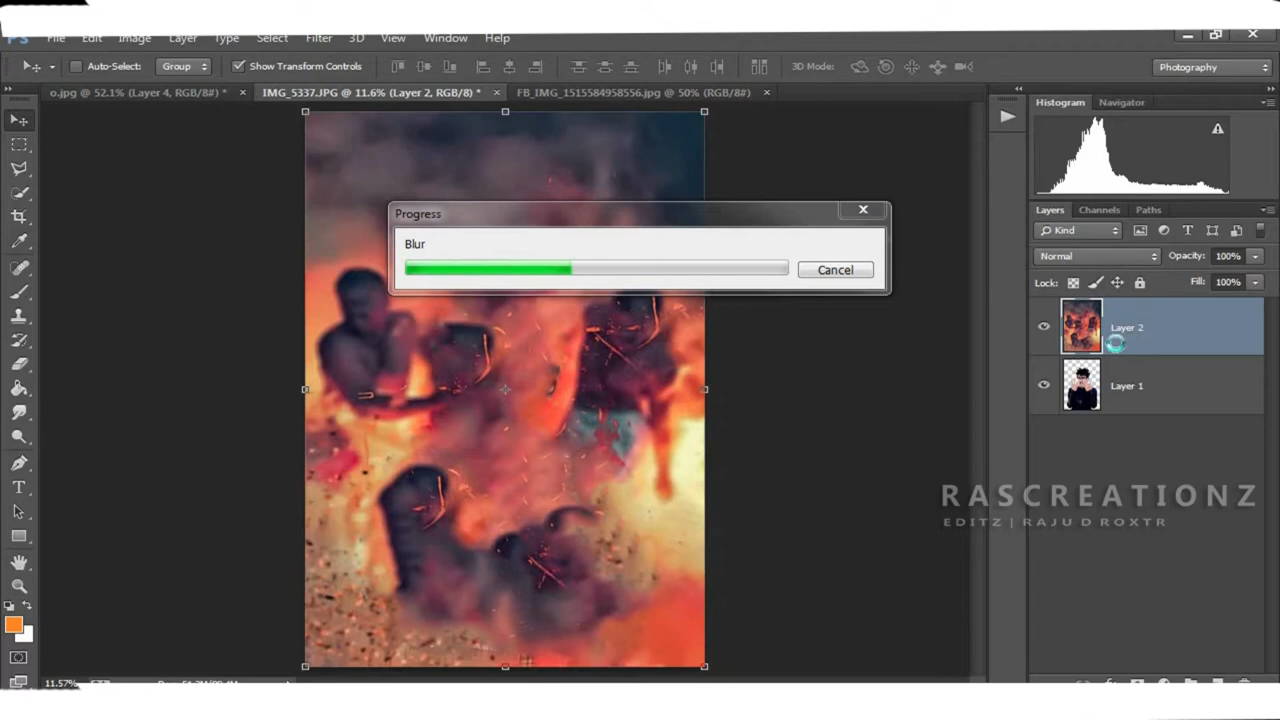 Ps File Edit Image Layer Type Select Filter 3D View Window Help
Auto-Select: Group Show Transform Controls 3D Mode: Photography
o.jpg @ 52.1% (Layer 4, RGB/8#) * IMG_5337.JPG @ 11.6% (Layer 2, RGB/8) * FB_IMG_1515584958556.jpg @ 50% (RGB/8#)
Histogram Navigator
Progress
Blur
Cancel
Layers Channels Paths
Kind
Normal Opacity: 100%
Lock: Fill: 100%
Layer 2
Layer 1
RASCREATIONZ
EDITZ | RAJU D ROXTR
11.57%